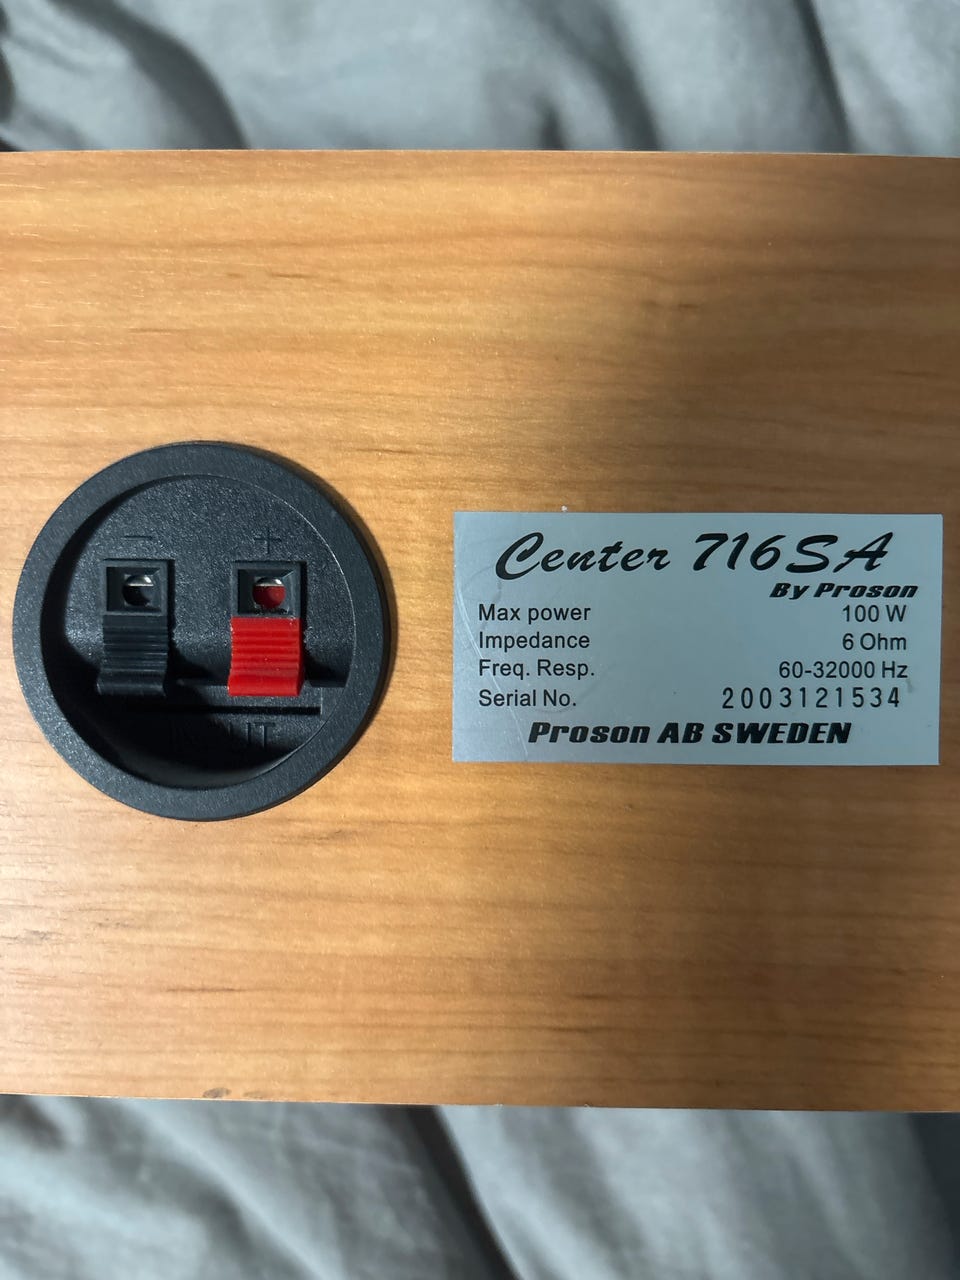 - +
INPUT
Center 716SA
By Proson
Max power 100 W
Impedance 6 Ohm
Freq. Resp. 60-32000 Hz
Serial No. 2003121534
Proson AB SWEDEN